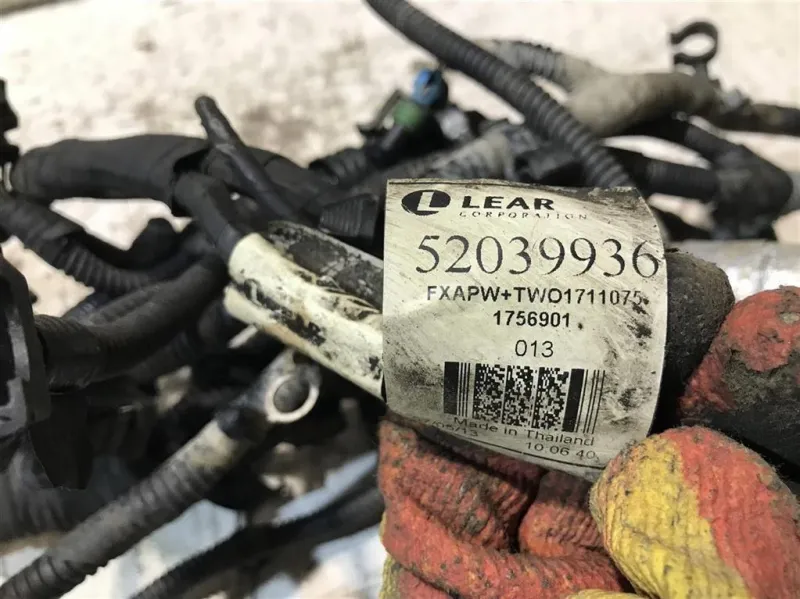 LEAR
CORPORATION
52039936
FXAPW+TWO1711075
1756901
013
Made in Thailand
10:06:40